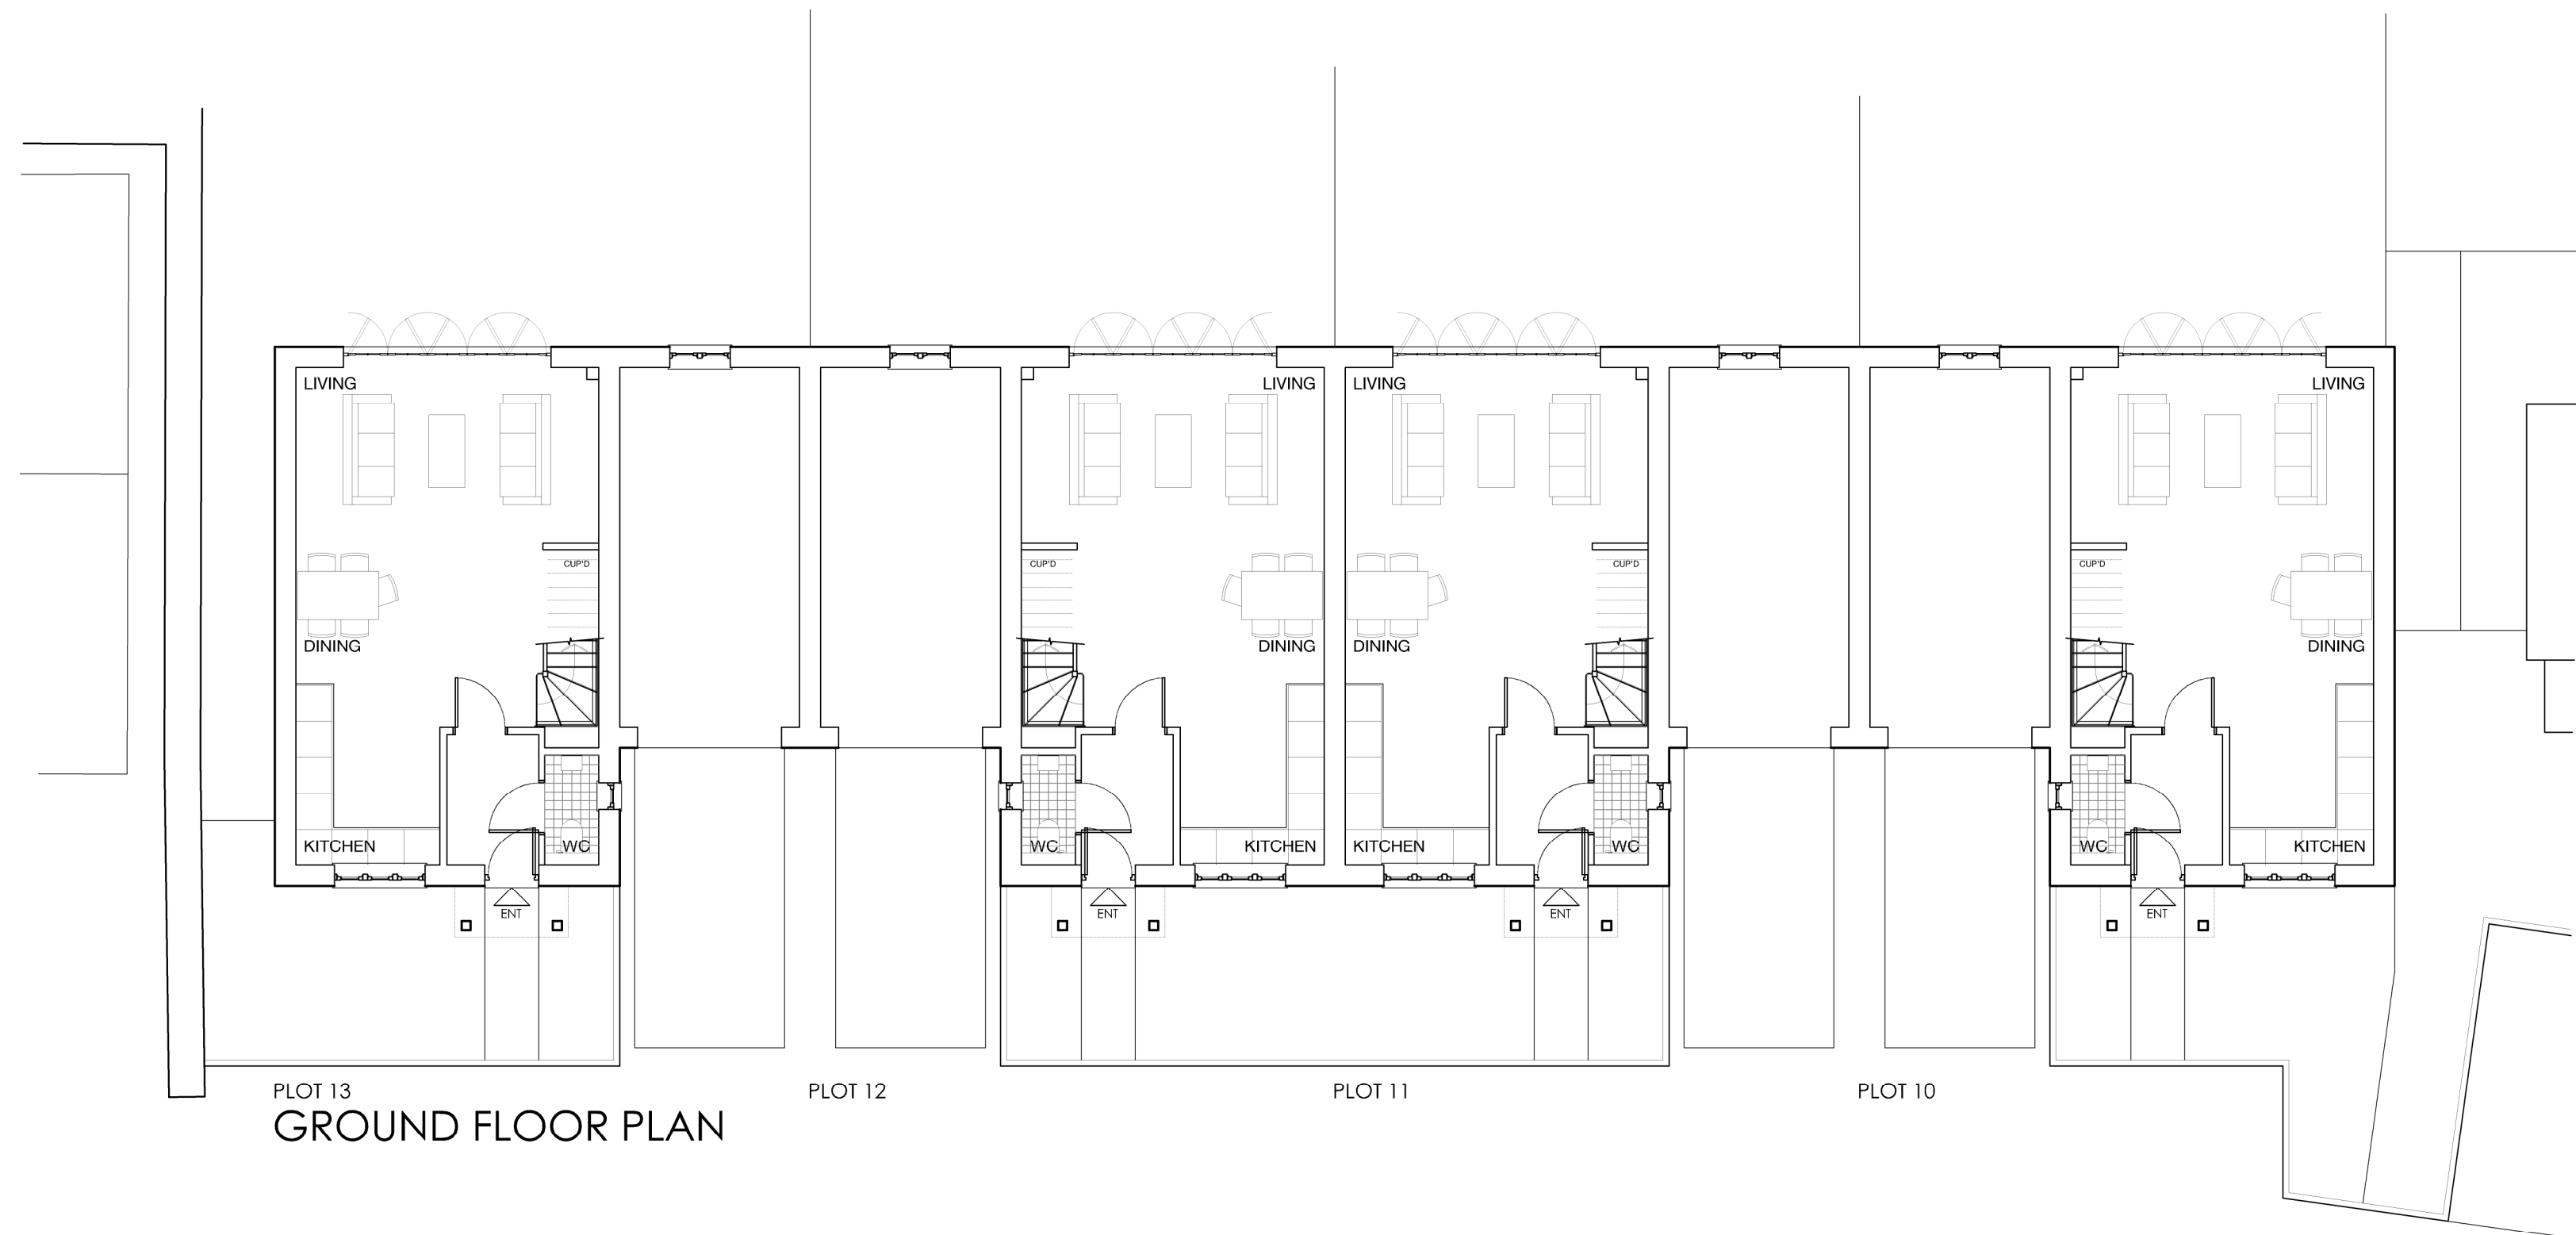 LIVING
LIVING
LIVING
LIVING
CUP'D
CUP'D
CUP'D
CUP'D
DINING
DINING
DINING
DINING
KITCHEN
WC
WC
KITCHEN
KITCHEN
WC
WC
KITCHEN
ENT
ENT
ENT
ENT
PLOT 13
PLOT 12
PLOT 11
PLOT 10
GROUND FLOOR PLAN